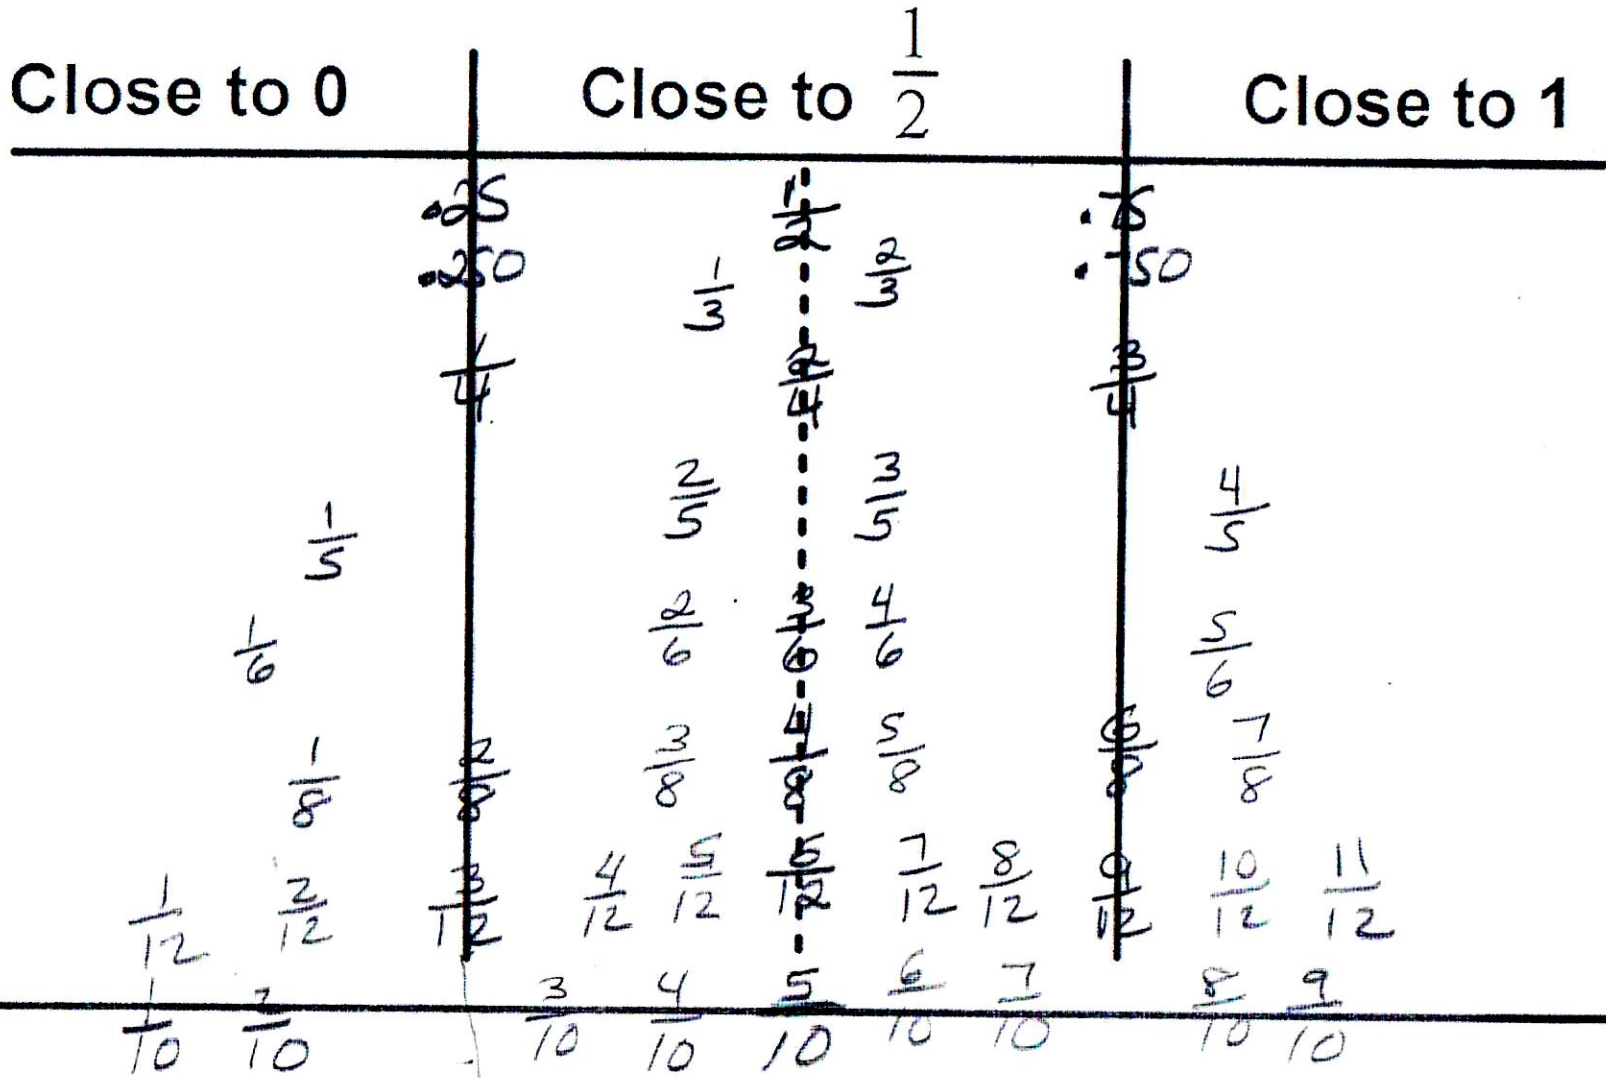 Close to 0 Close to 1/2 Close to 1
.25 1/2 .75
.250 1/3 2/3 .750
1/4 2/4 3/4
1/5 2/5 3/5 4/5
1/6 2/6 3/6 4/6 5/6
1/8 2/8 3/8 4/8 5/8 6/8 7/8
1/12 2/12 3/12 4/12 5/12 6/12 7/12 8/12 9/12 10/12 11/12
1/10 2/10 3/10 4/10 5/10 6/10 7/10 8/10 9/10